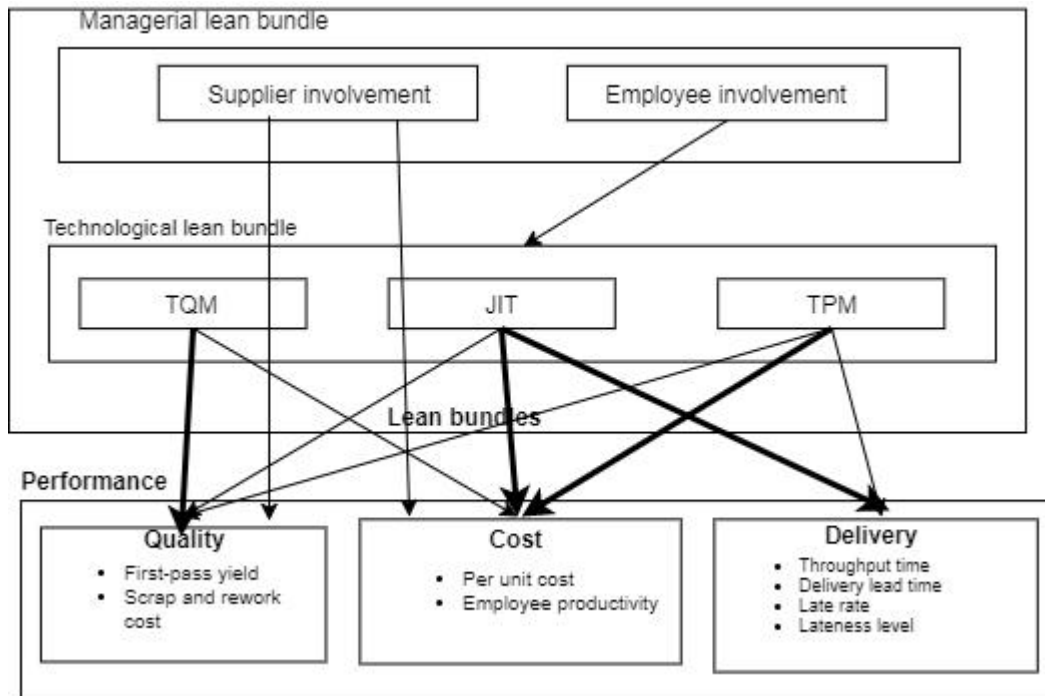 Managerial lean bundle
Supplier involvement
Employee involvement
Technological lean bundle
TQM
JIT
TPM
Lean bundles
Performance
Quality
• First-pass yield
• Scrap and rework
cost
Cost
• Per unit cost
• Employee productivity
Delivery
• Throughput time
• Delivery lead time
• Late rate
• Lateness level